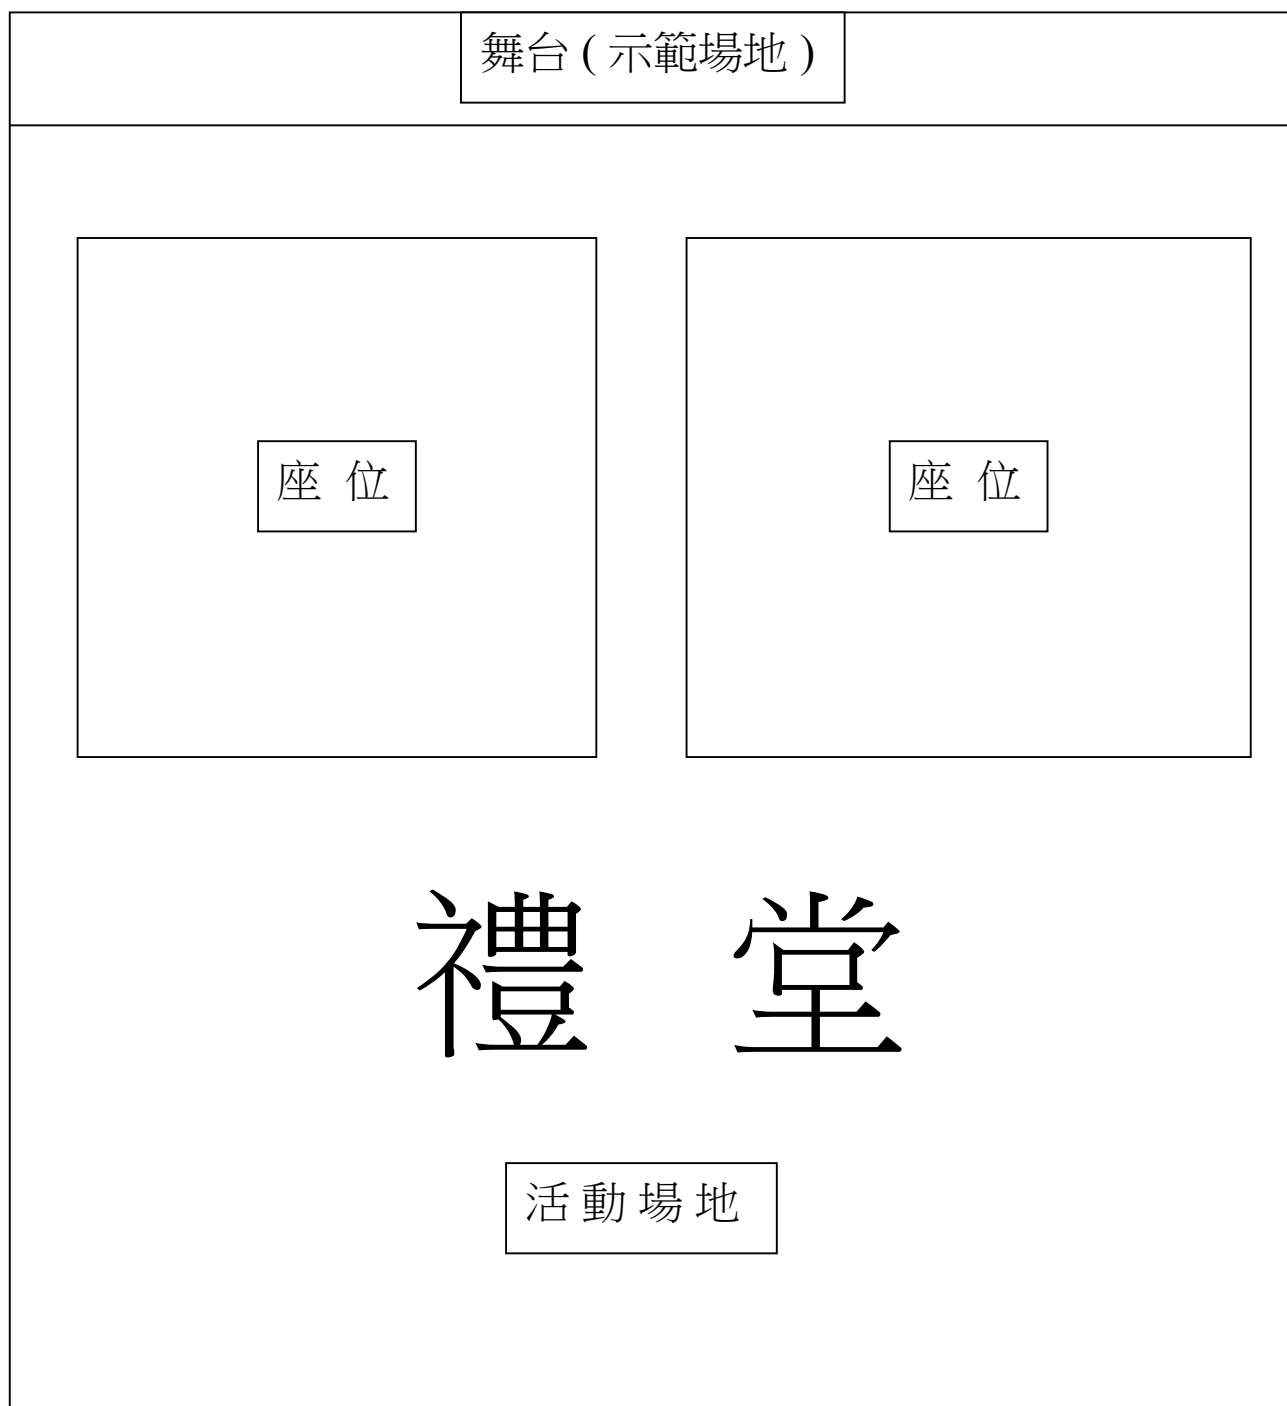 舞台 ( 示範場地 )
座 位
座 位
禮 堂
活 動 場 地